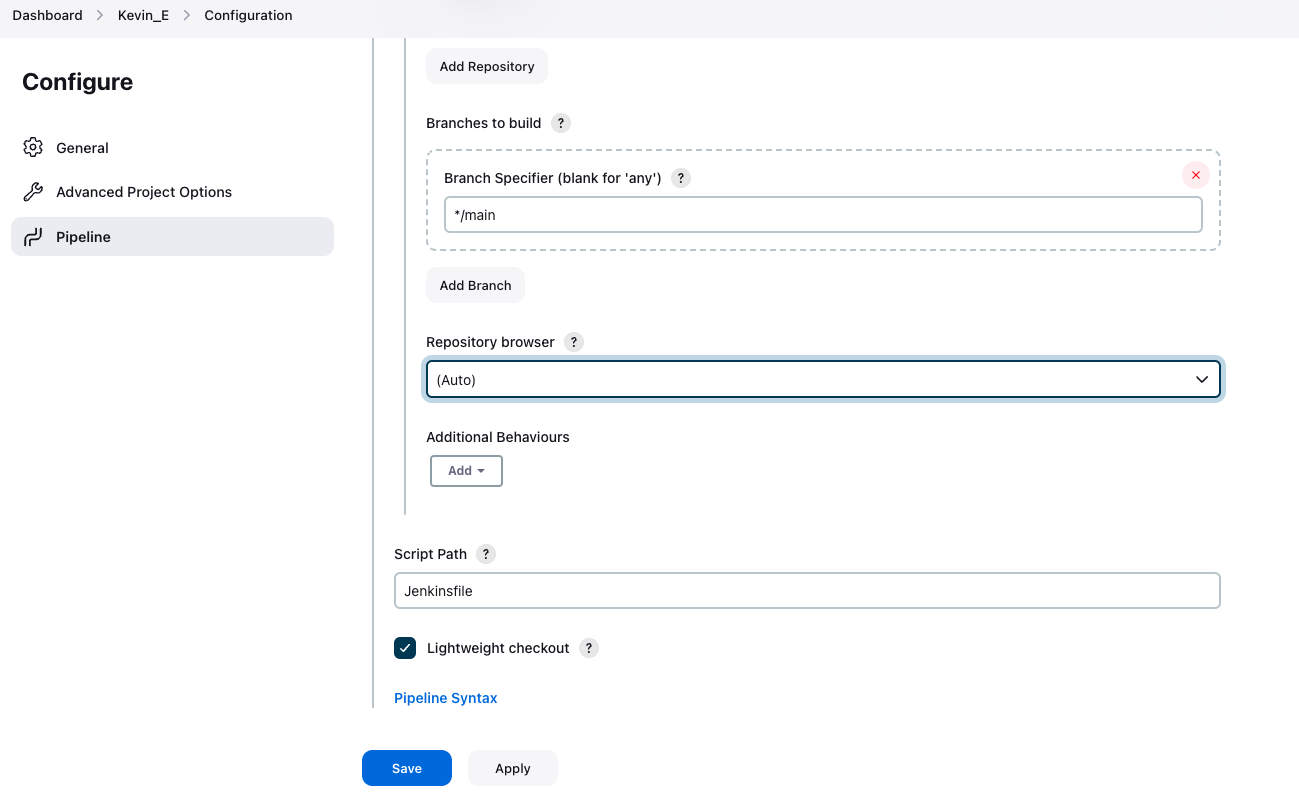 Dashboard > Kevin_E > Configuration
Configure
General
Advanced Project Options
Pipeline
Add Repository
Branches to build ?
Branch Specifier (blank for 'any') ?
*/main
Add Branch
Repository browser ?
(Auto)
Additional Behaviours
Add
Script Path ?
Jenkinsfile
Lightweight checkout ?
Pipeline Syntax
Save Apply